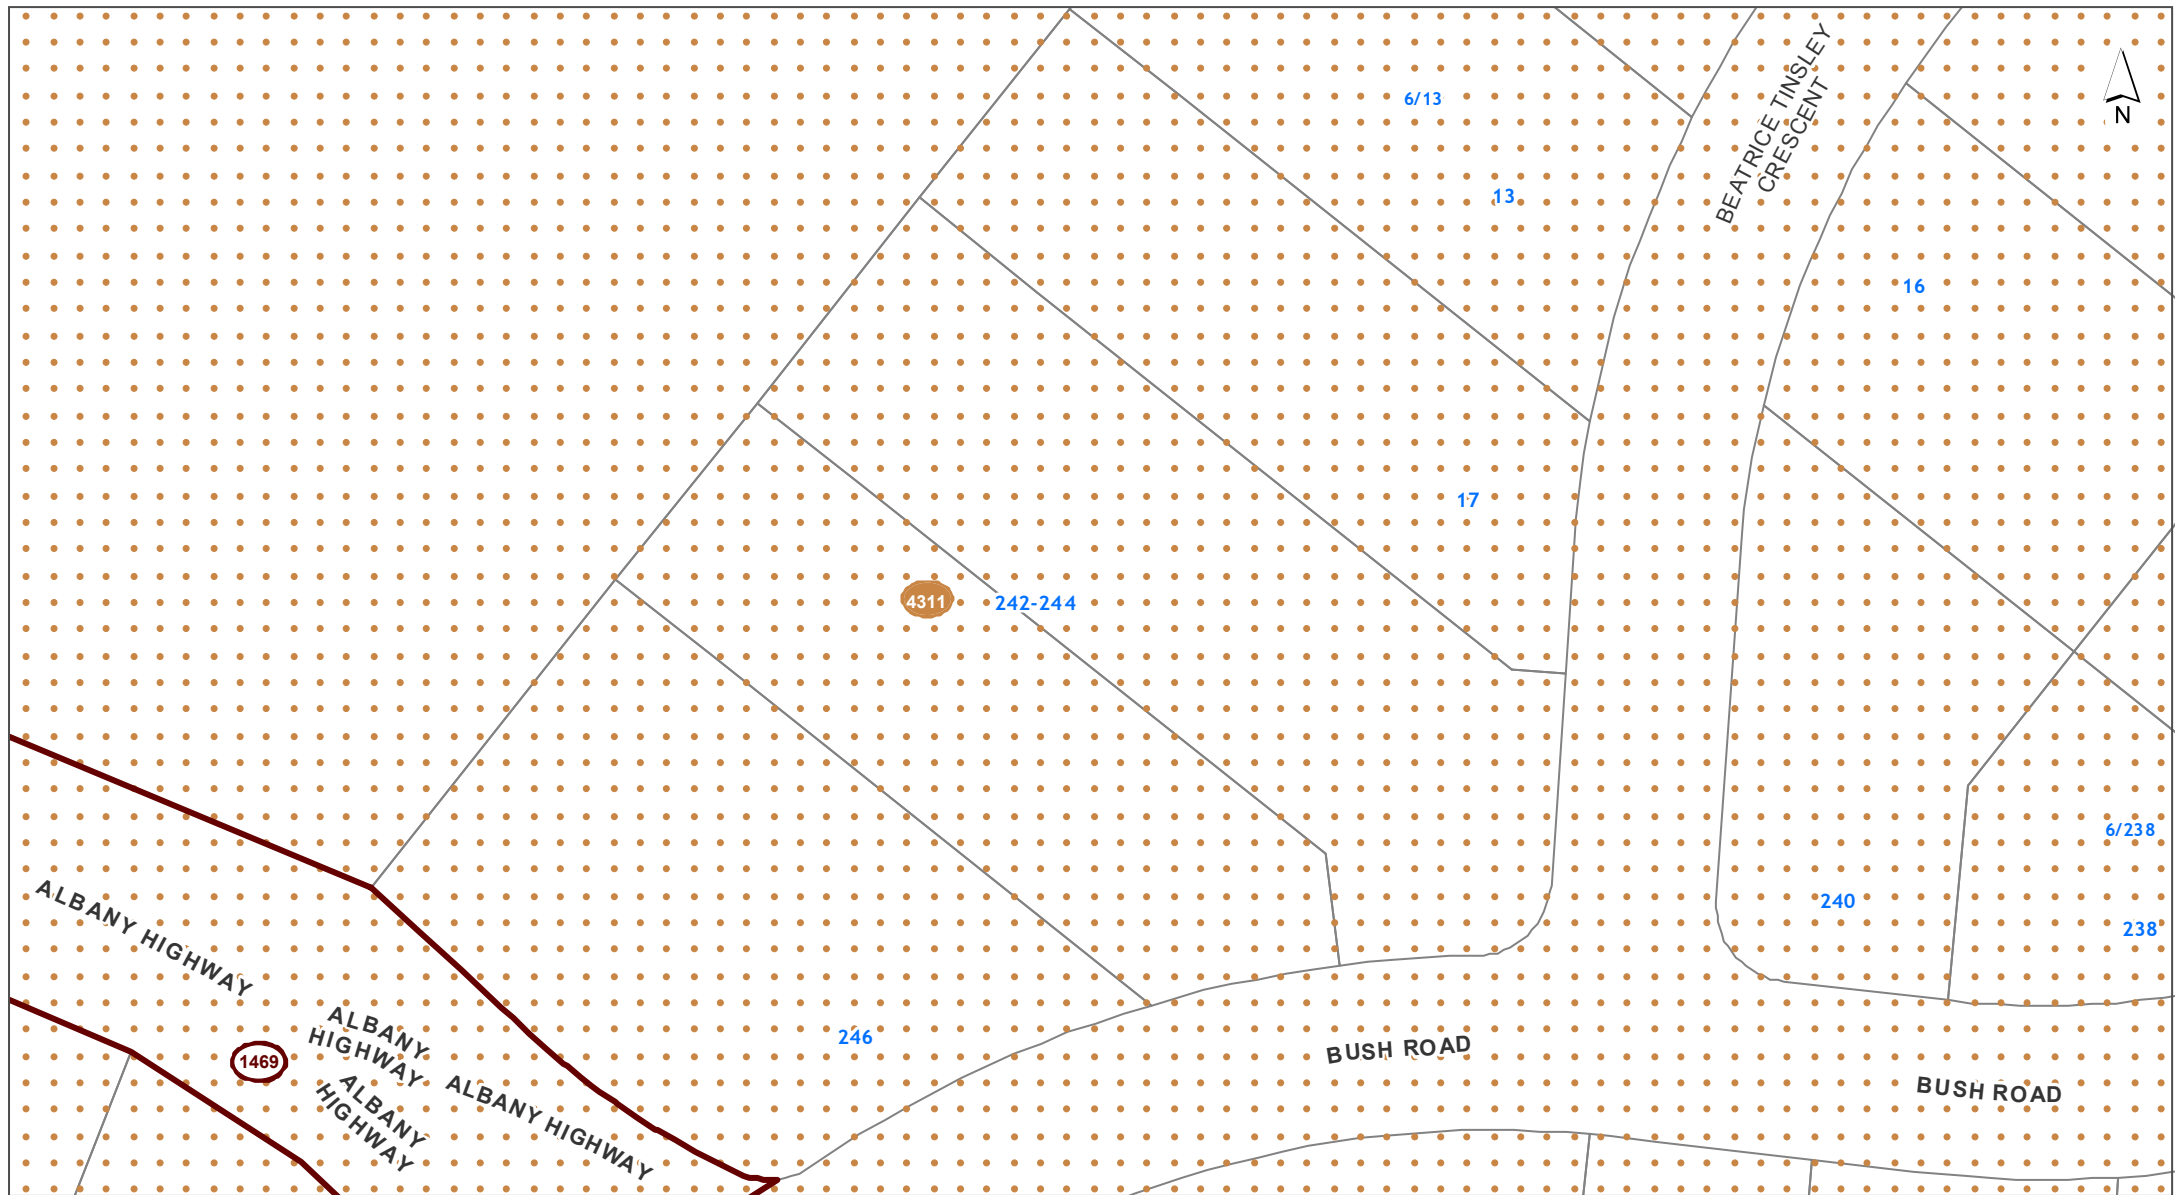 6/13
BEATRICE TINSLEY
CRESCENT
N
13
16
17
4311
242-244
6/238
240
238
ALBANY HIGHWAY
246
ALBANY
HIGHWAY
1469
BUSH ROAD
ALBANY
HIGHWAY
ALBANY HIGHWAY
BUSH ROAD